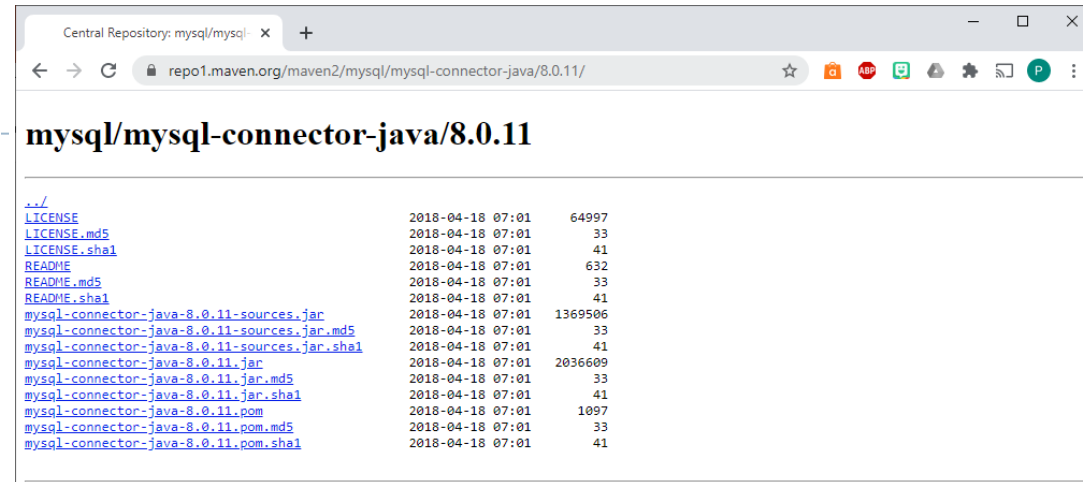 Central Repository: mysql/mysql-
repo1.maven.org/maven2/mysql/mysql-connector-java/8.0.11/
a ABP P
mysql/mysql-connector-java/8.0.11
../
LICENSE 2018-04-18 07:01 64997
LICENSE.md5 2018-04-18 07:01 33
LICENSE.sha1 2018-04-18 07:01 41
README 2018-04-18 07:01 632
README.md5 2018-04-18 07:01 33
README.sha1 2018-04-18 07:01 41
mysql-connector-java-8.0.11-sources.jar 2018-04-18 07:01 1369506
mysql-connector-java-8.0.11-sources.jar.md5 2018-04-18 07:01 33
mysql-connector-java-8.0.11-sources.jar.sha1 2018-04-18 07:01 41
mysql-connector-java-8.0.11.jar 2018-04-18 07:01 2036609
mysql-connector-java-8.0.11.jar.md5 2018-04-18 07:01 33
mysql-connector-java-8.0.11.jar.sha1 2018-04-18 07:01 41
mysql-connector-java-8.0.11.pom 2018-04-18 07:01 1097
mysql-connector-java-8.0.11.pom.md5 2018-04-18 07:01 33
mysql-connector-java-8.0.11.pom.sha1 2018-04-18 07:01 41